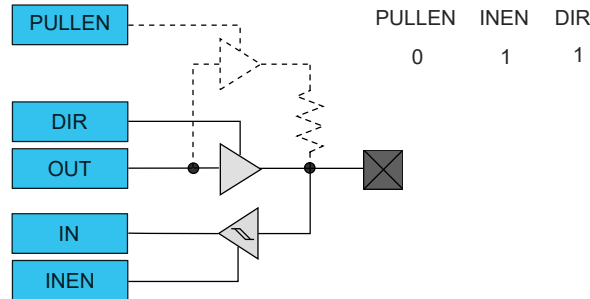 PULLEN
PULLEN INEN DIR
0 1 1
DIR
OUT
IN
INEN